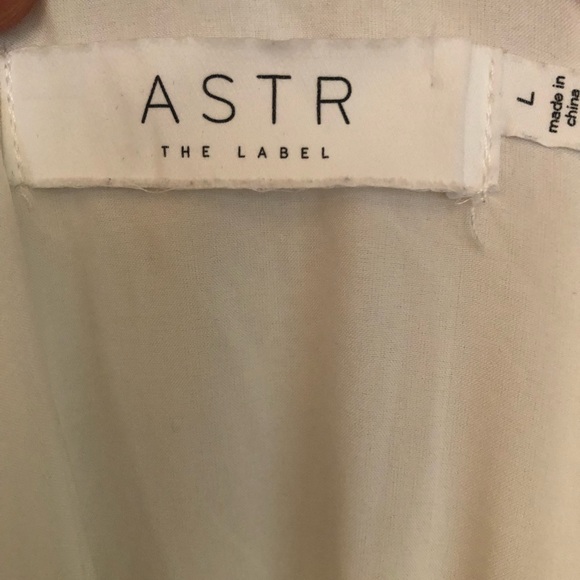 ASTR
THE LABEL
L
made in
china